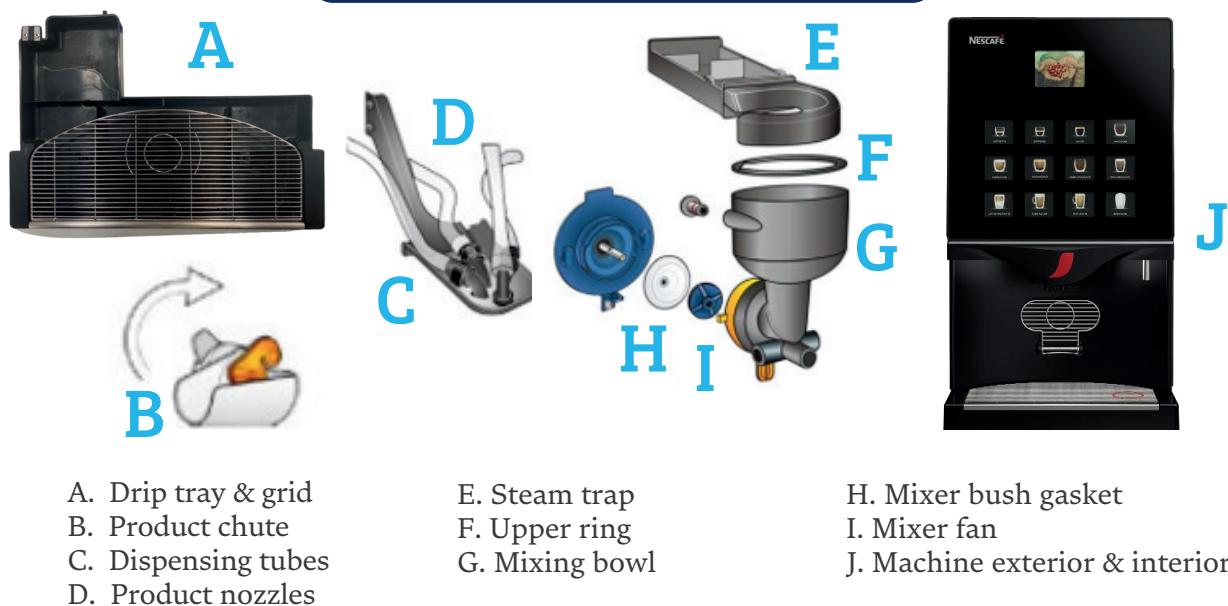 A
B
C
D
E
F
G
H
I
J
NESCAFÉ
A. Drip tray & grid
B. Product chute
C. Dispensing tubes
D. Product nozzles
E. Steam trap
F. Upper ring
G. Mixing bowl
H. Mixer bush gasket
I. Mixer fan
J. Machine exterior & interior